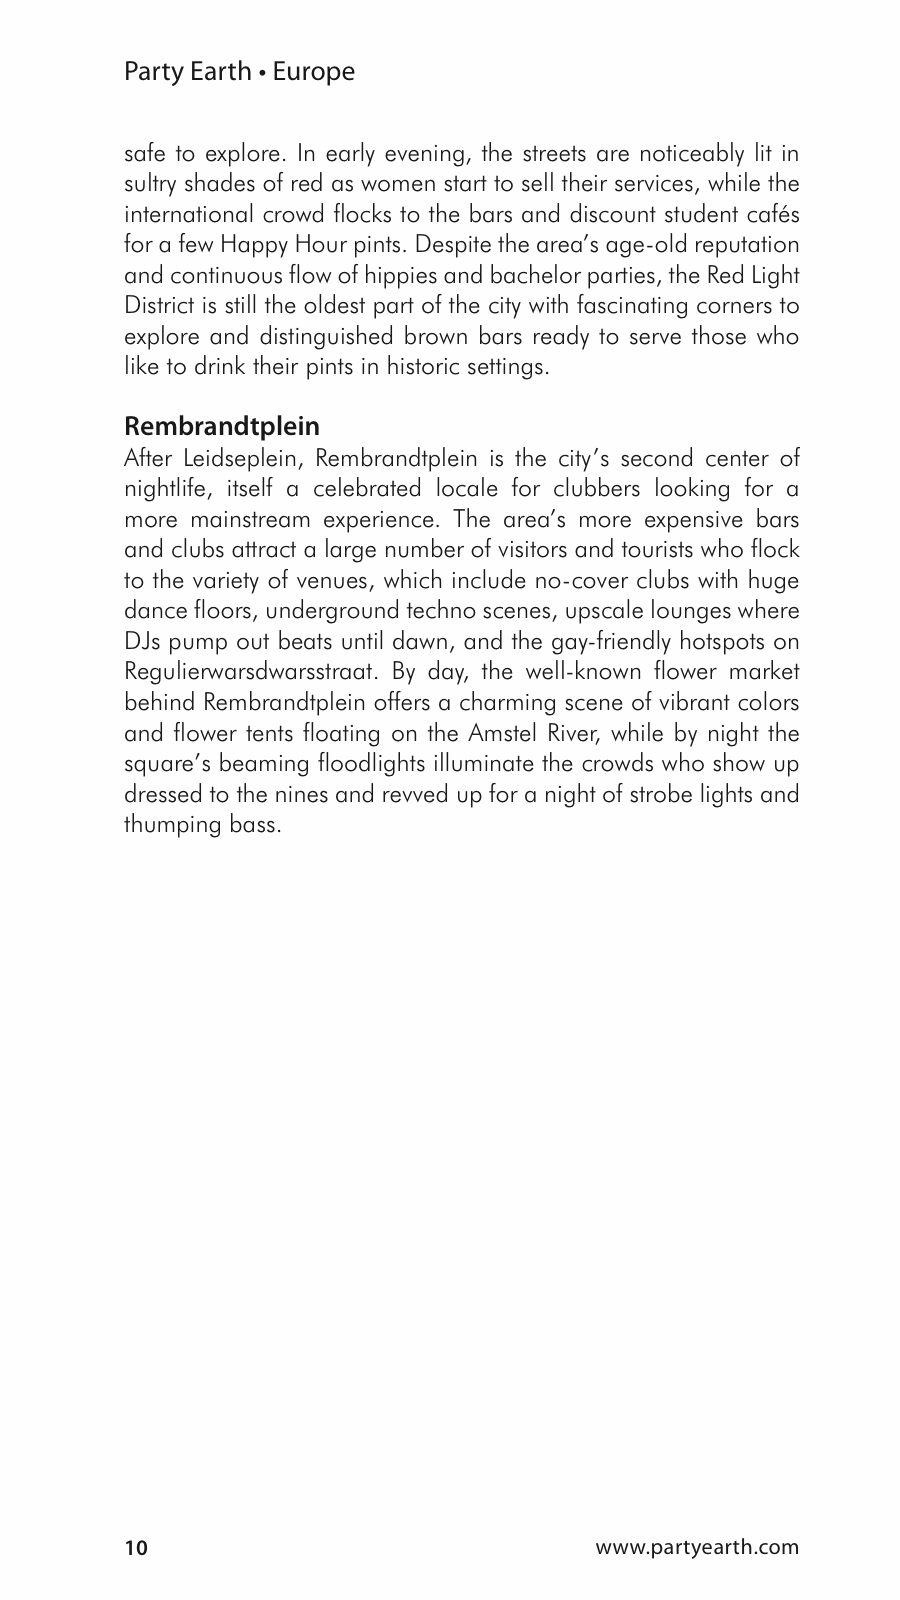 Party Earth • Europe
safe to explore. In early evening, the streets are noticeably lit in
sultry shades of red as women start to sell their services, while the
international crowd flocks to the bars and discount student cafés
for a few Happy Hour pints. Despite the area’s age-old reputation
and continuous flow of hippies and bachelor parties, the Red Light
District is still the oldest part of the city with fascinating corners to
explore and distinguished brown bars ready to serve those who
like to drink their pints in historic settings.
Rembrandtplein
After Leidseplein, Rembrandtplein is the city’s second center of
nightlife, itself a celebrated locale for clubbers looking for a
more mainstream experience. The area’s more expensive bars
and clubs attract a large number of visitors and tourists who flock
to the variety of venues, which include no-cover clubs with huge
dance floors, underground techno scenes, upscale lounges where
DJs pump out beats until dawn, and the gay-friendly hotspots on
Regulierwarsdwarsstraat. By day, the well-known flower market
behind Rembrandtplein offers a charming scene of vibrant colors
and flower tents floating on the Amstel River, while by night the
square’s beaming floodlights illuminate the crowds who show up
dressed to the nines and revved up for a night of strobe lights and
thumping bass.
10
www.partyearth.com